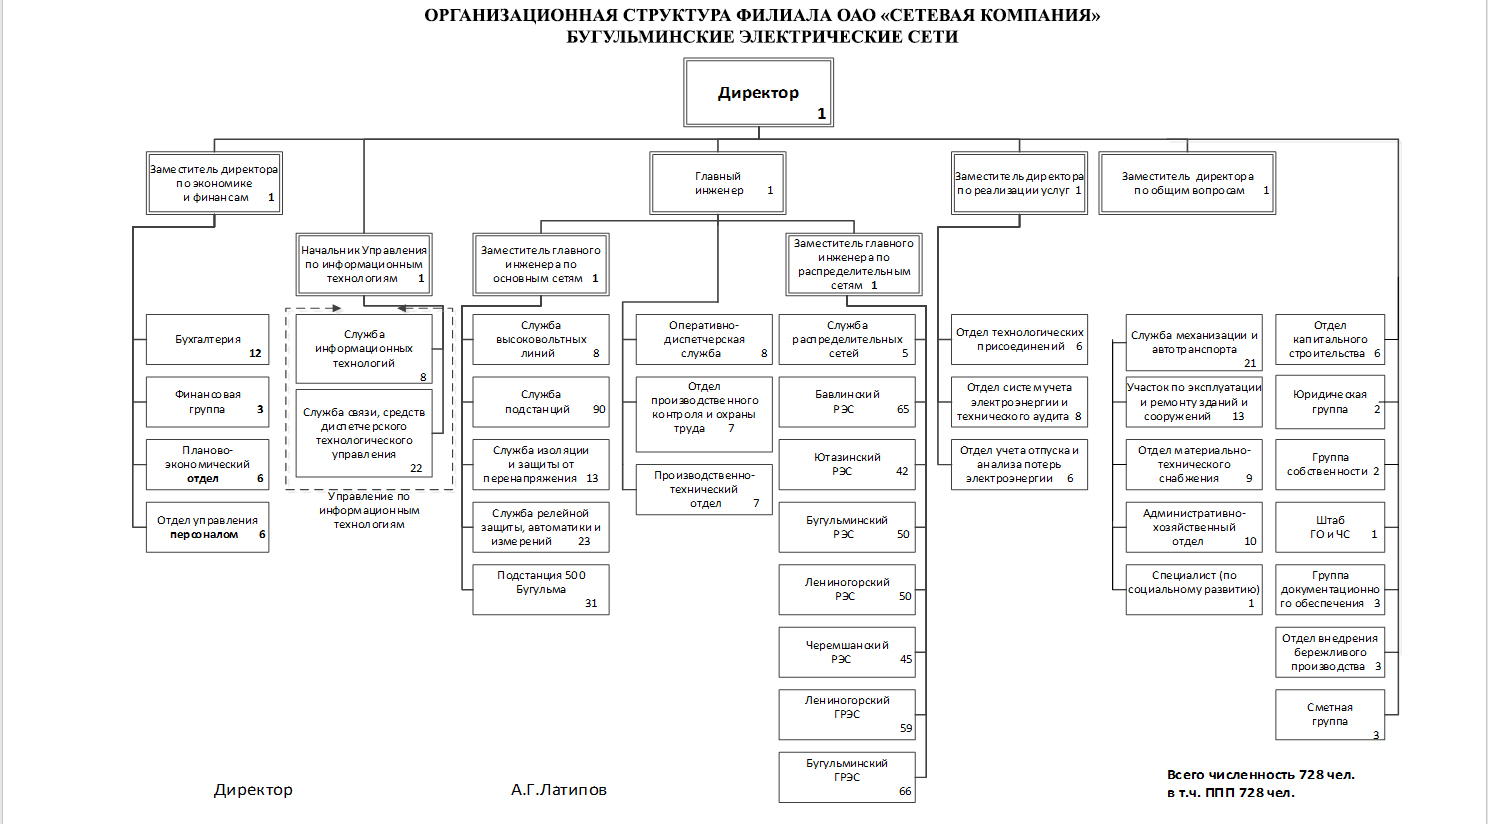 ОРГАНИЗАЦИОННАЯ СТРУКТУРА ФИЛИАЛА ОАО «СЕТЕВАЯ КОМПАНИЯ»
БУГУЛЬМИНСКИЕ ЭЛЕКТРИЧЕСКИЕ СЕТИ
Директор
1
Заместитель директора
по экономике
и финансам 1
Главный
инженер 1
Заместитель директора
по реализации услуг 1
Заместитель директора
по общим вопросам 1
Начальник Управления
по информационным
технологиям 1
Заместитель главного
инженера по
основным сетям 1
Заместитель главного
инженера по
распределительным
сетям 1
Бухгалтерия
12
Финансовая
группа 3
Планово-
экономический
отдел 6
Отдел управления
персоналом 6
Служба
информационных
технологий
8
Служба связи, средств
диспетчерского
технологического
управления
22
Управление по
информационным
технологиям
Служба
высоковольтных
линий 8
Служба
подстанций 90
Служба изоляции
и защиты от
перенапряжения 13
Служба релейной
защиты, автоматики и
измерений 23
Подстанция 500
Бугульма
31
Оперативно-
диспетчерская
служба 8
Отдел
производственного
контроля и охраны
труда 7
Производственно-
технический
отдел 7
Служба
распределительных
сетей 5
Бавлинский
РЭС 65
Ютазинский
РЭС 42
Бугульминский
РЭС 50
Лениногорский
РЭС 50
Черемшанский
РЭС 45
Лениногорский
ГРЭС
59
Бугульминский
ГРЭС
66
Отдел технологических
присоединений 6
Отдел систем учета
электроэнергии и
технического аудита 8
Отдел учета отпуска и
анализа потерь
электроэнергии 6
Служба механизации и
автотранспорта
21
Участок по эксплуатации
и ремонту зданий и
сооружений 13
Отдел материально-
технического
снабжения 9
Административно-
хозяйственный
отдел 10
Специалист (по
социальному развитию)
1
Отдел
капитального
строительства 6
Юридическая
группа 2
Группа
собственности 2
Штаб
ГО и ЧС 1
Группа
документационно
го обеспечения 3
Отдел внедрения
бережливого
производства 3
Сметная
группа
3
Директор А.Г.Латипов
Всего численность 728 чел.
в т.ч. ППП 728 чел.